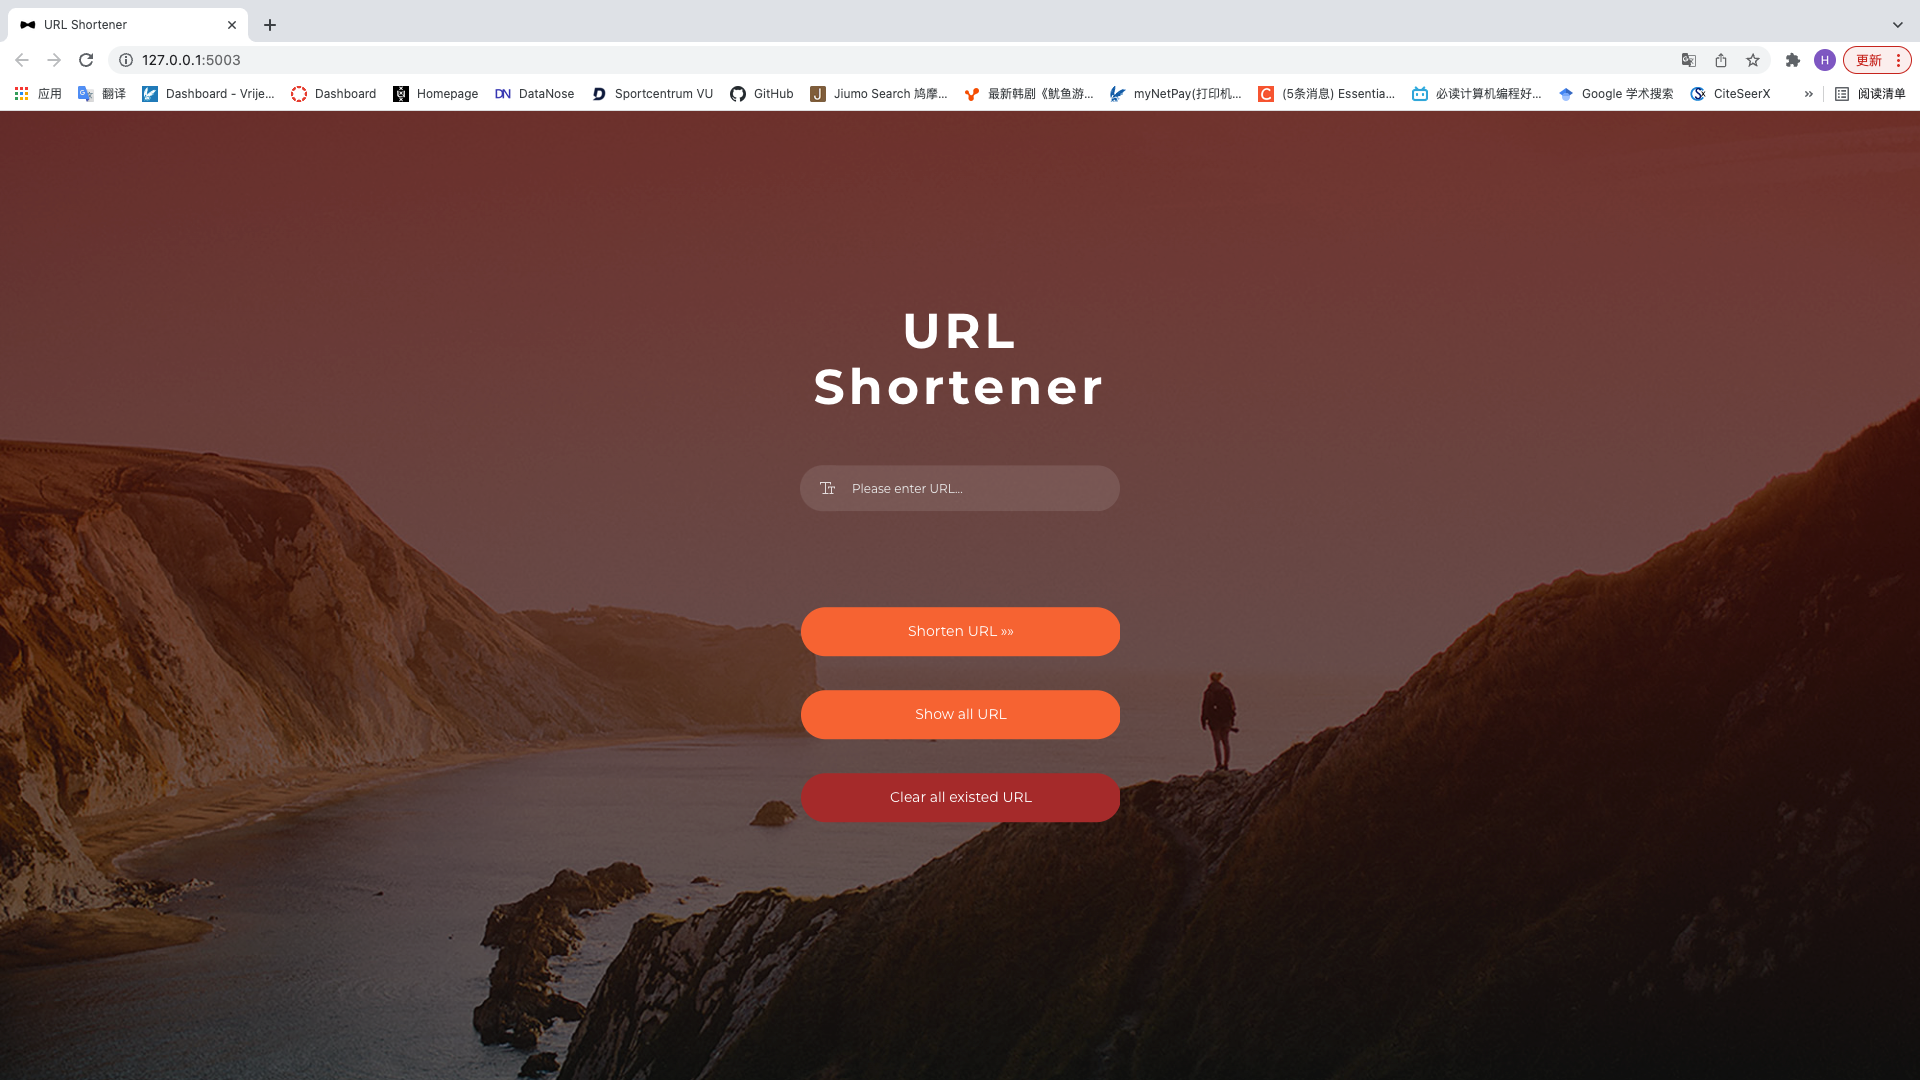 URL Shortener
127.0.0.1:5003
H
更新
应用
翻译
Dashboard - Vrije...
Dashboard
Homepage
DN DataNose
Sportcentrum VU
GitHub
J Jiumo Search 鸠摩...
最新韩剧《鱿鱼游...
myNetPay(打印机...
C (5条消息) Essentia...
必读计算机编程好...
Google 学术搜索
CiteSeerX
»
阅读清单
URL
Shortener
Please enter URL...
Shorten URL »»
Show all URL
Clear all existed URL